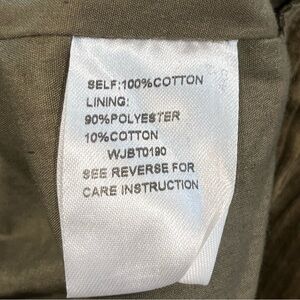 SELF:100%COTTON
LINING:
90%POLYESTER
10%COTTON
WJBT0190
SEE REVERSE FOR
CARE INSTRUCTION